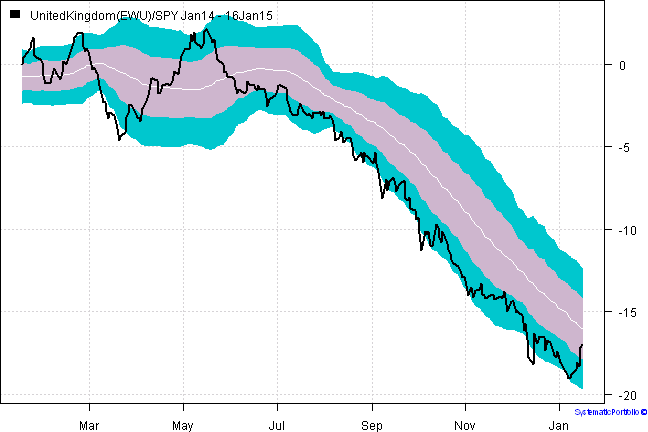 UnitedKingdom(EWU)/SPY Jan14 - 16Jan15
0
-5
-10
-15
-20
Mar May Jul Sep Nov Jan
SystematicPortfolio ©